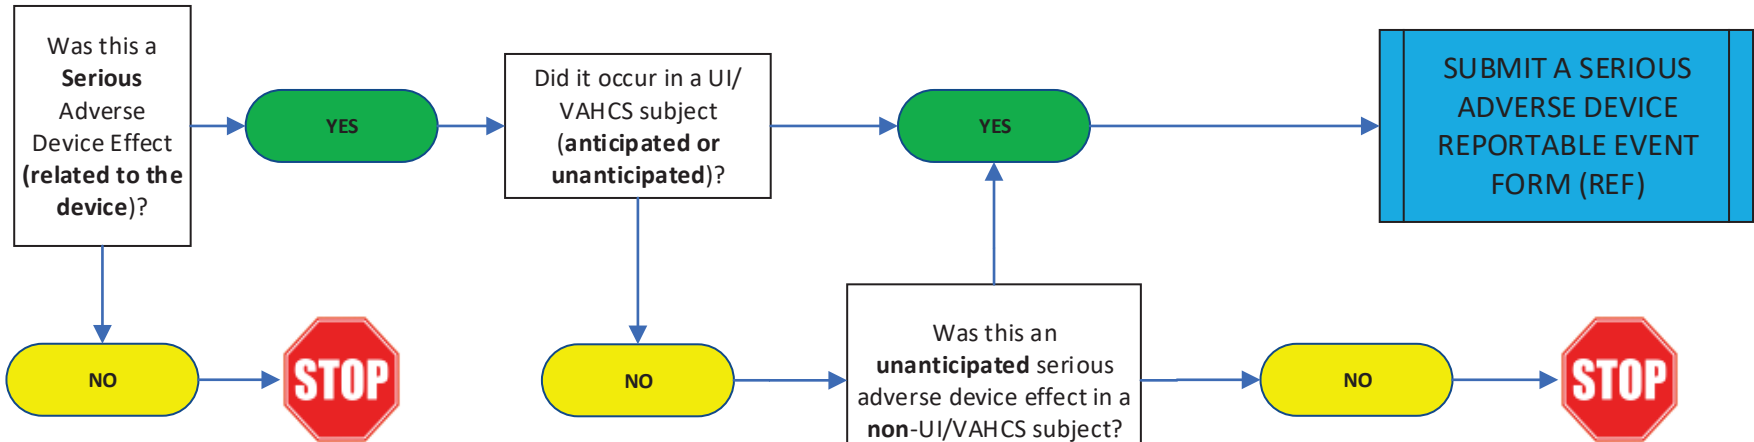 Was this a
Serious
Adverse
Device Effect
(related to the
device)?
YES
Did it occur in a UI/
VAHCS subject
(anticipated or
unanticipated)?
YES
SUBMIT A SERIOUS
ADVERSE DEVICE
REPORTABLE EVENT
FORM (REF)
NO
STOP
NO
Was this an
unanticipated serious
adverse device effect in a
non-UI/VAHCS subject?
NO
STOP